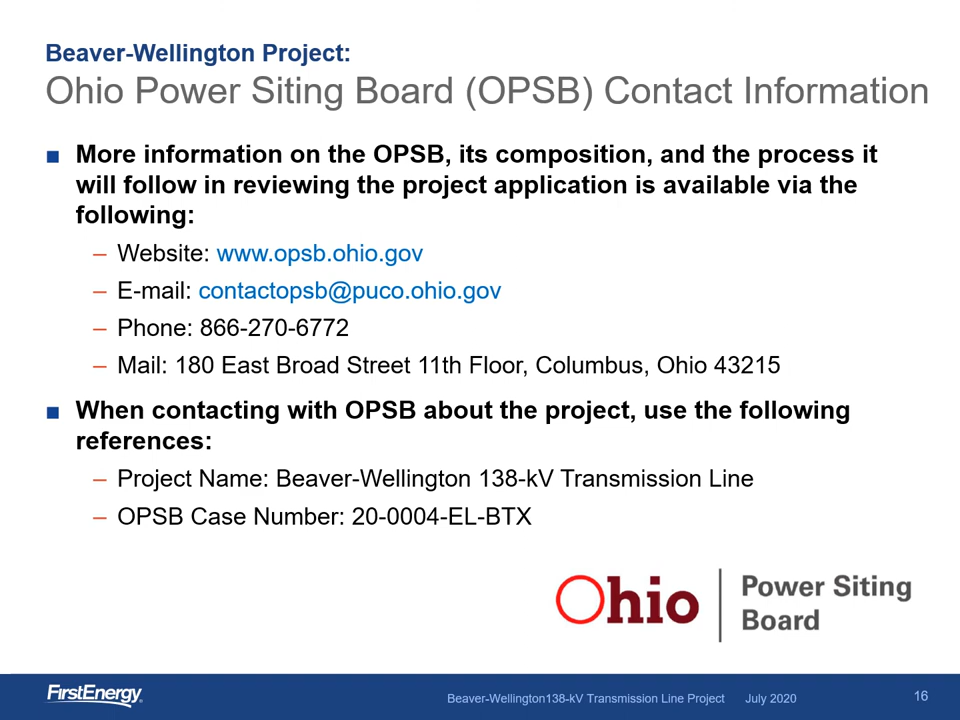 Beaver-Wellington Project:
Ohio Power Siting Board (OPSB) Contact Information
■ More information on the OPSB, its composition, and the process it
will follow in reviewing the project application is available via the
following:
– Website: www.opsb.ohio.gov
– E-mail: contactopsb@puco.ohio.gov
– Phone: 866-270-6772
– Mail: 180 East Broad Street 11th Floor, Columbus, Ohio 43215
■ When contacting with OPSB about the project, use the following
references:
– Project Name: Beaver-Wellington 138-kV Transmission Line
– OPSB Case Number: 20-0004-EL-BTX
Ohio
Power Siting
Board
FirstEnergy
Beaver-Wellington138-kV Transmission Line Project July 2020
16